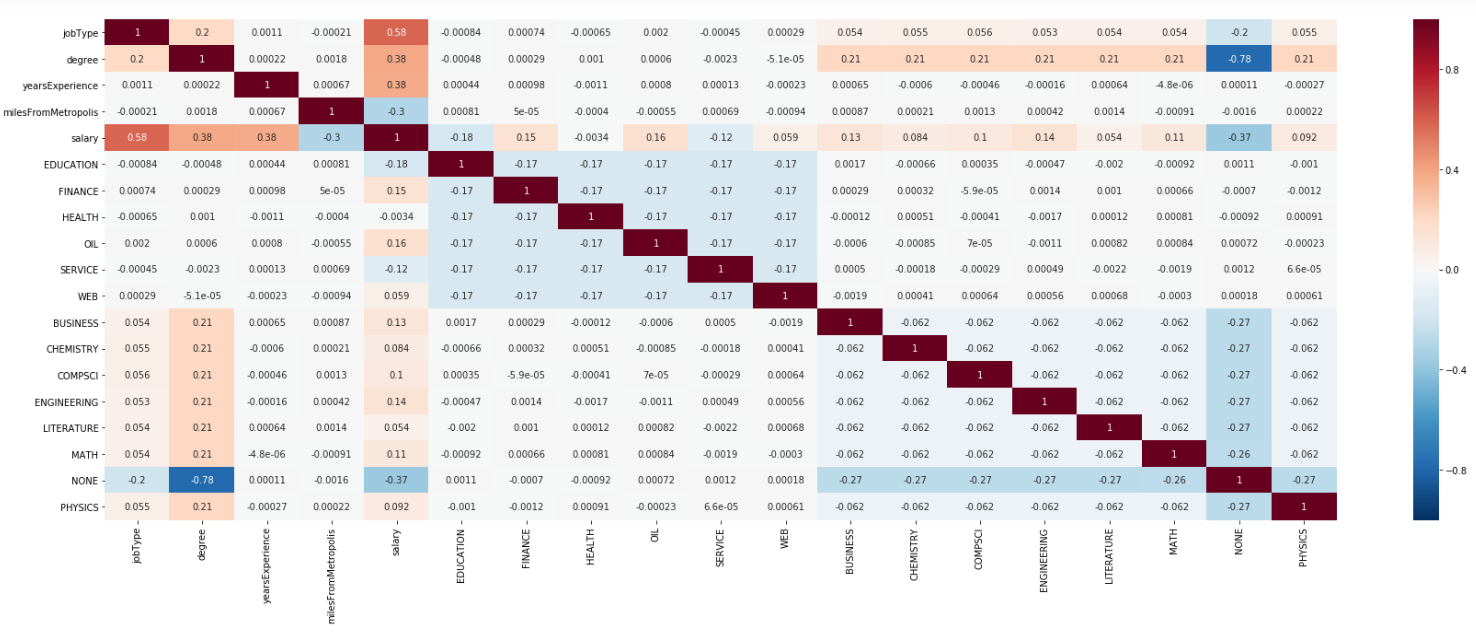 jobType 1 0.2 0.0011 -0.00021 0.58 -0.00084 0.00074 -0.00065 0.002 -0.00045 0.00029 0.054 0.055 0.056 0.053 0.054 0.054 -0.2 0.055
degree 0.2 1 0.00022 0.0018 0.38 -0.00048 0.00029 0.001 0.0006 -0.0023 -5.1e-05 0.21 0.21 0.21 0.21 0.21 0.21 -0.78 0.21
yearsExperience 0.0011 0.00022 1 0.00067 0.38 0.00044 0.00098 -0.0011 0.0008 0.00013 -0.00023 0.00065 -0.0006 -0.00046 -0.00016 0.00064 -4.8e-06 0.00011 -0.00027
milesFromMetropolis -0.00021 0.0018 0.00067 1 -0.3 0.00081 5e-05 -0.0004 -0.00055 0.00069 -0.00094 0.00087 0.00021 0.0013 0.00042 0.0014 -0.00091 -0.0016 0.00022
salary 0.58 0.38 0.38 -0.3 1 -0.18 0.15 -0.0034 0.16 -0.12 0.059 0.13 0.084 0.1 0.14 0.054 0.11 -0.37 0.092
EDUCATION -0.00084 -0.00048 0.00044 0.00081 -0.18 1 -0.17 -0.17 -0.17 -0.17 -0.17 0.0017 -0.00066 0.00035 -0.00047 -0.002 -0.00092 0.0011 -0.001
FINANCE 0.00074 0.00029 0.00098 5e-05 0.15 -0.17 1 -0.17 -0.17 -0.17 -0.17 0.00029 0.00032 -5.9e-05 0.0014 0.001 0.00066 -0.0007 -0.0012
HEALTH -0.00065 0.001 -0.0011 -0.0004 -0.0034 -0.17 -0.17 1 -0.17 -0.17 -0.17 -0.00012 0.00051 -0.00041 -0.0017 0.00012 0.00081 -0.00092 0.00091
OIL 0.002 0.0006 0.0008 -0.00055 0.16 -0.17 -0.17 -0.17 1 -0.17 -0.17 -0.0006 -0.00085 7e-05 -0.0011 0.00082 0.00084 0.00072 -0.00023
SERVICE -0.00045 -0.0023 0.00013 0.00069 -0.12 -0.17 -0.17 -0.17 -0.17 1 -0.17 0.0005 -0.00018 -0.00029 0.00049 -0.0022 -0.0019 0.0012 6.6e-05
WEB 0.00029 -5.1e-05 -0.00023 -0.00094 0.059 -0.17 -0.17 -0.17 -0.17 -0.17 1 -0.0019 0.00041 0.00064 0.00056 0.00068 -0.0003 0.00018 0.00061
BUSINESS 0.054 0.21 0.00065 0.00087 0.13 0.0017 0.00029 -0.00012 -0.0006 0.0005 -0.0019 1 -0.062 -0.062 -0.062 -0.062 -0.062 -0.27 -0.062
CHEMISTRY 0.055 0.21 -0.0006 0.00021 0.084 -0.00066 0.00032 0.00051 -0.00085 -0.00018 0.00041 -0.062 1 -0.062 -0.062 -0.062 -0.062 -0.27 -0.062
COMPSCI 0.056 0.21 -0.00046 0.0013 0.1 0.00035 -5.9e-05 -0.00041 7e-05 -0.00029 0.00064 -0.062 -0.062 1 -0.062 -0.062 -0.062 -0.27 -0.062
ENGINEERING 0.053 0.21 -0.00016 0.00042 0.14 -0.00047 0.0014 -0.0017 -0.0011 0.00049 0.00056 -0.062 -0.062 -0.062 1 -0.062 -0.062 -0.27 -0.062
LITERATURE 0.054 0.21 0.00064 0.0014 0.054 -0.002 0.001 0.00012 0.00082 -0.0022 0.00068 -0.062 -0.062 -0.062 -0.062 1 -0.062 -0.27 -0.062
MATH 0.054 0.21 -4.8e-06 -0.00091 0.11 -0.00092 0.00066 0.00081 0.00084 -0.0019 -0.0003 -0.062 -0.062 -0.062 -0.062 -0.062 1 -0.26 -0.062
NONE -0.2 -0.78 0.00011 -0.0016 -0.37 0.0011 -0.0007 -0.00092 0.00072 0.0012 0.00018 -0.27 -0.27 -0.27 -0.27 -0.27 -0.26 1 -0.27
PHYSICS 0.055 0.21 -0.00027 0.00022 0.092 -0.001 -0.0012 0.00091 -0.00023 6.6e-05 0.00061 -0.062 -0.062 -0.062 -0.062 -0.062 -0.062 -0.27 1
jobType degree yearsExperience milesFromMetropolis salary EDUCATION FINANCE HEALTH OIL SERVICE WEB BUSINESS CHEMISTRY COMPSCI ENGINEERING LITERATURE MATH NONE PHYSICS
0.8
0.4
0.0
−0.4
−0.8